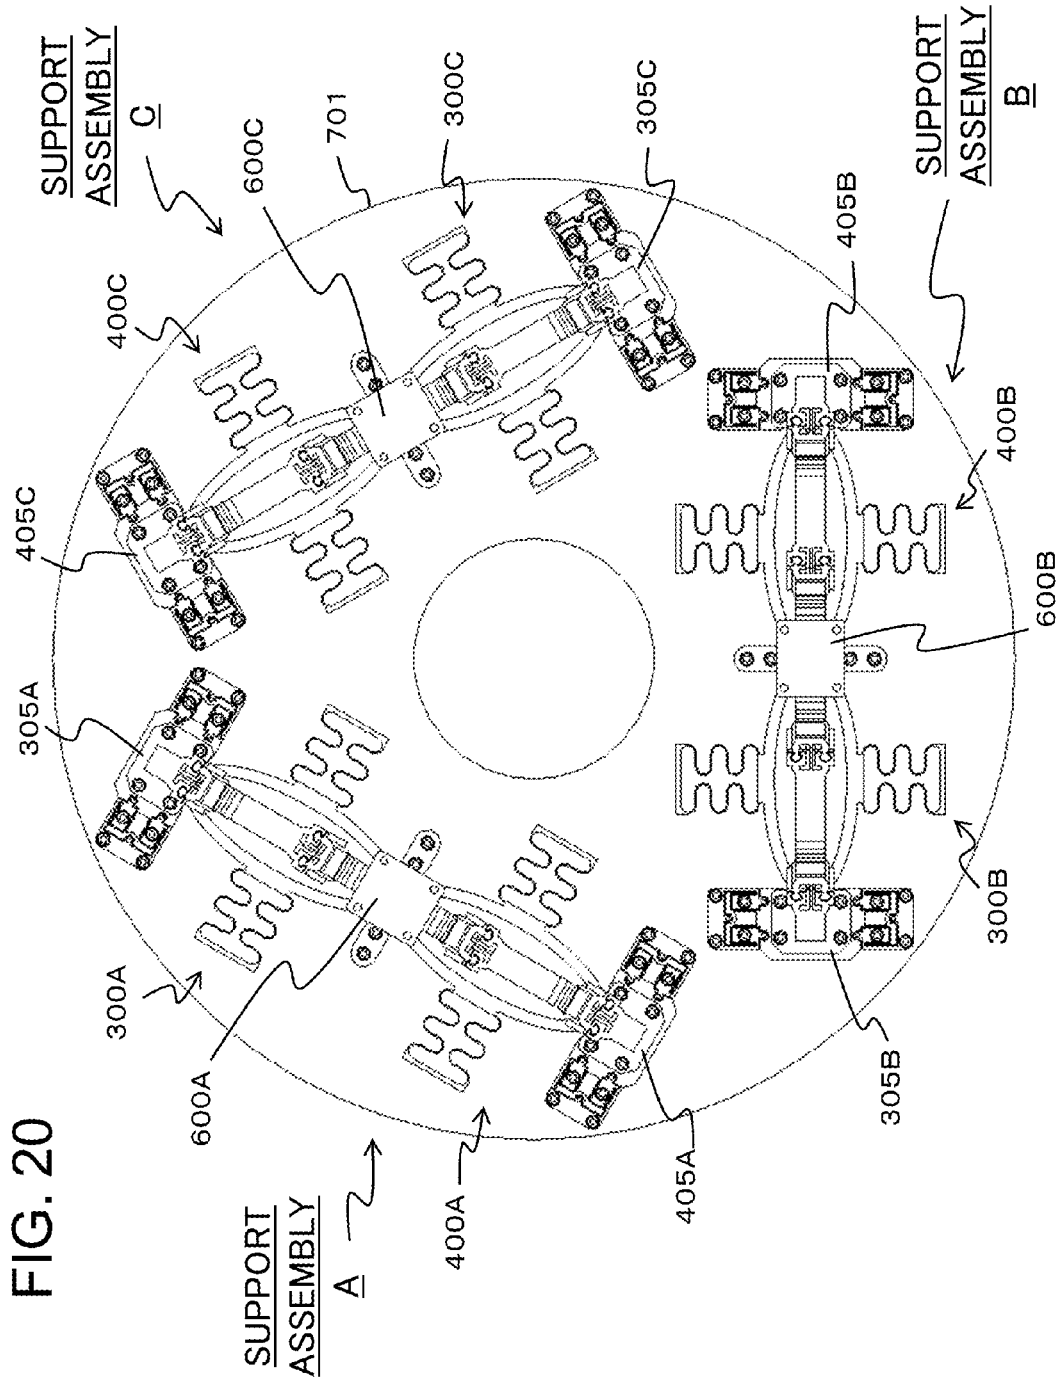 FIG. 20
305A
405C
SUPPORT
ASSEMBLY
C
300A
400C
600A
600C
SUPPORT
ASSEMBLY
A
701
400A
300C
405A
305C
305B
405B
SUPPORT
ASSEMBLY
B
300B
400B
600B